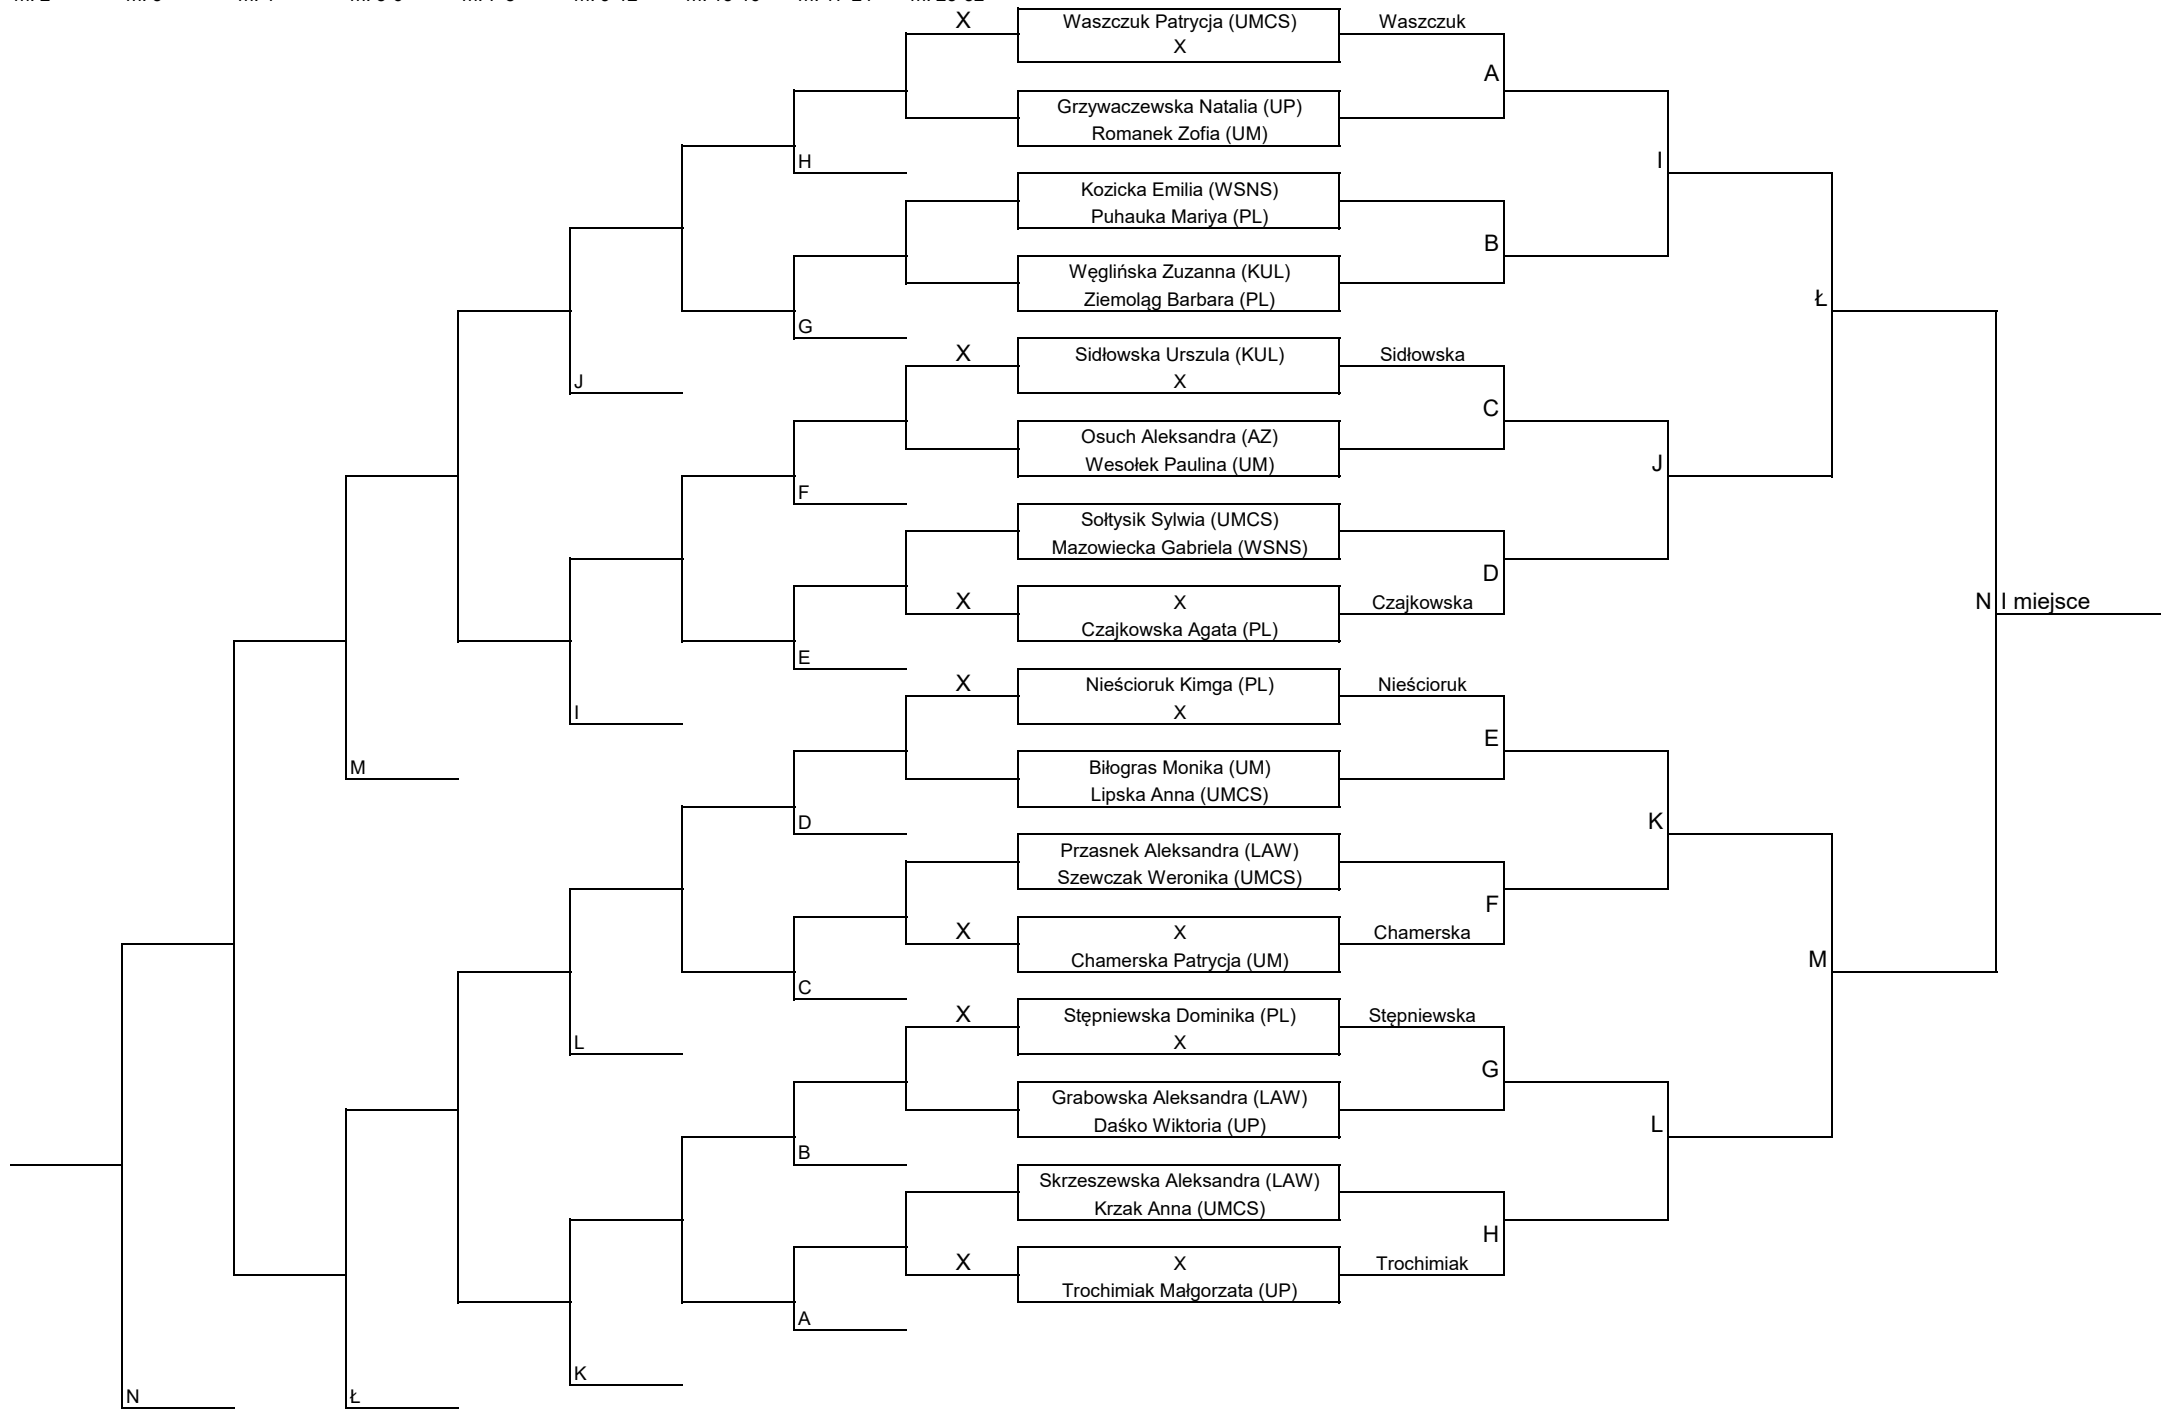 X Waszczuk Patrycja (UMCS) Waszczuk
X
A
Grzywaczewska Natalia (UP)
Romanek Zofia (UM)
H I
Kozicka Emilia (WSNS)
Puhauka Mariya (PL)
B
Węglińska Zuzanna (KUL)
Ziemoląg Barbara (PL)
Ł
G
X Sidłowska Urszula (KUL) Sidłowska
J X
C
Osuch Aleksandra (AZ)
Wesołek Paulina (UM) J
F
Sołtysik Sylwia (UMCS)
Mazowiecka Gabriela (WSNS)
D
X X Czajkowska N I miejsce
Czajkowska Agata (PL)
E
X Nieścioruk Kimga (PL) Nieścioruk
I X
E
M Biłogras Monika (UM)
Lipska Anna (UMCS)
D K
Przasnek Aleksandra (LAW)
Szewczak Weronika (UMCS)
F
X X Chamerska
Chamerska Patrycja (UM) M
C
X Stępniewska Dominika (PL) Stępniewska
L X
G
Grabowska Aleksandra (LAW)
Daśko Wiktoria (UP) L
B
Skrzeszewska Aleksandra (LAW)
Krzak Anna (UMCS)
H
X X Trochimiak
Trochimiak Małgorzata (UP)
A
K
N Ł